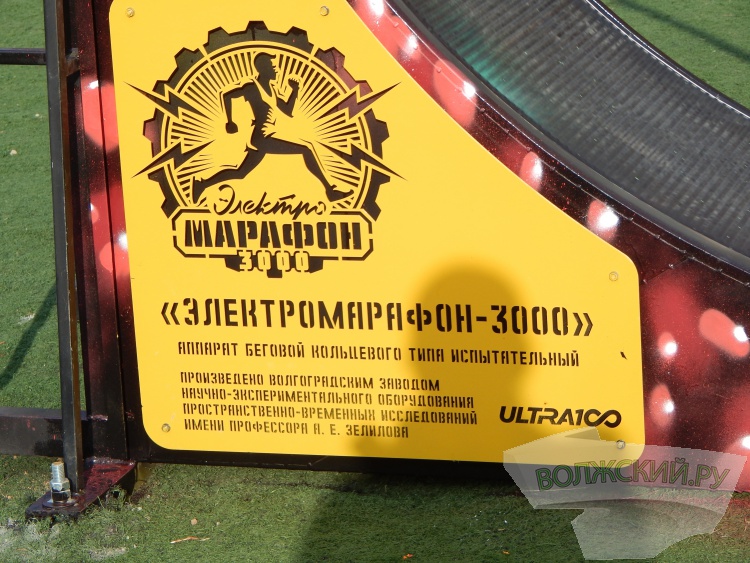 Электро
МАРАФОН
3000
«ЭЛЕКТРОМАРАФОН-3000»
АППАРАТ БЕГОВОЙ КОЛЬЦЕВОГО ТИПА ИСПЫТАТЕЛЬНЫЙ
ПРОИЗВЕДЕНО ВОЛГОГРАДСКИМ ЗАВОДОМ
НАУЧНО-ЭКСПЕРИМЕНТАЛЬНОГО ОБОРУДОВАНИЯ
ПРОСТРАНСТВЕННО-ВРЕМЕННЫХ ИССЛЕДОВАНИЙ
ИМЕНИ ПРОФЕССОРА А. Е. ЗЕЛИЛОВА
ULTRA100
ВОЛЖСКИЙ.РУ